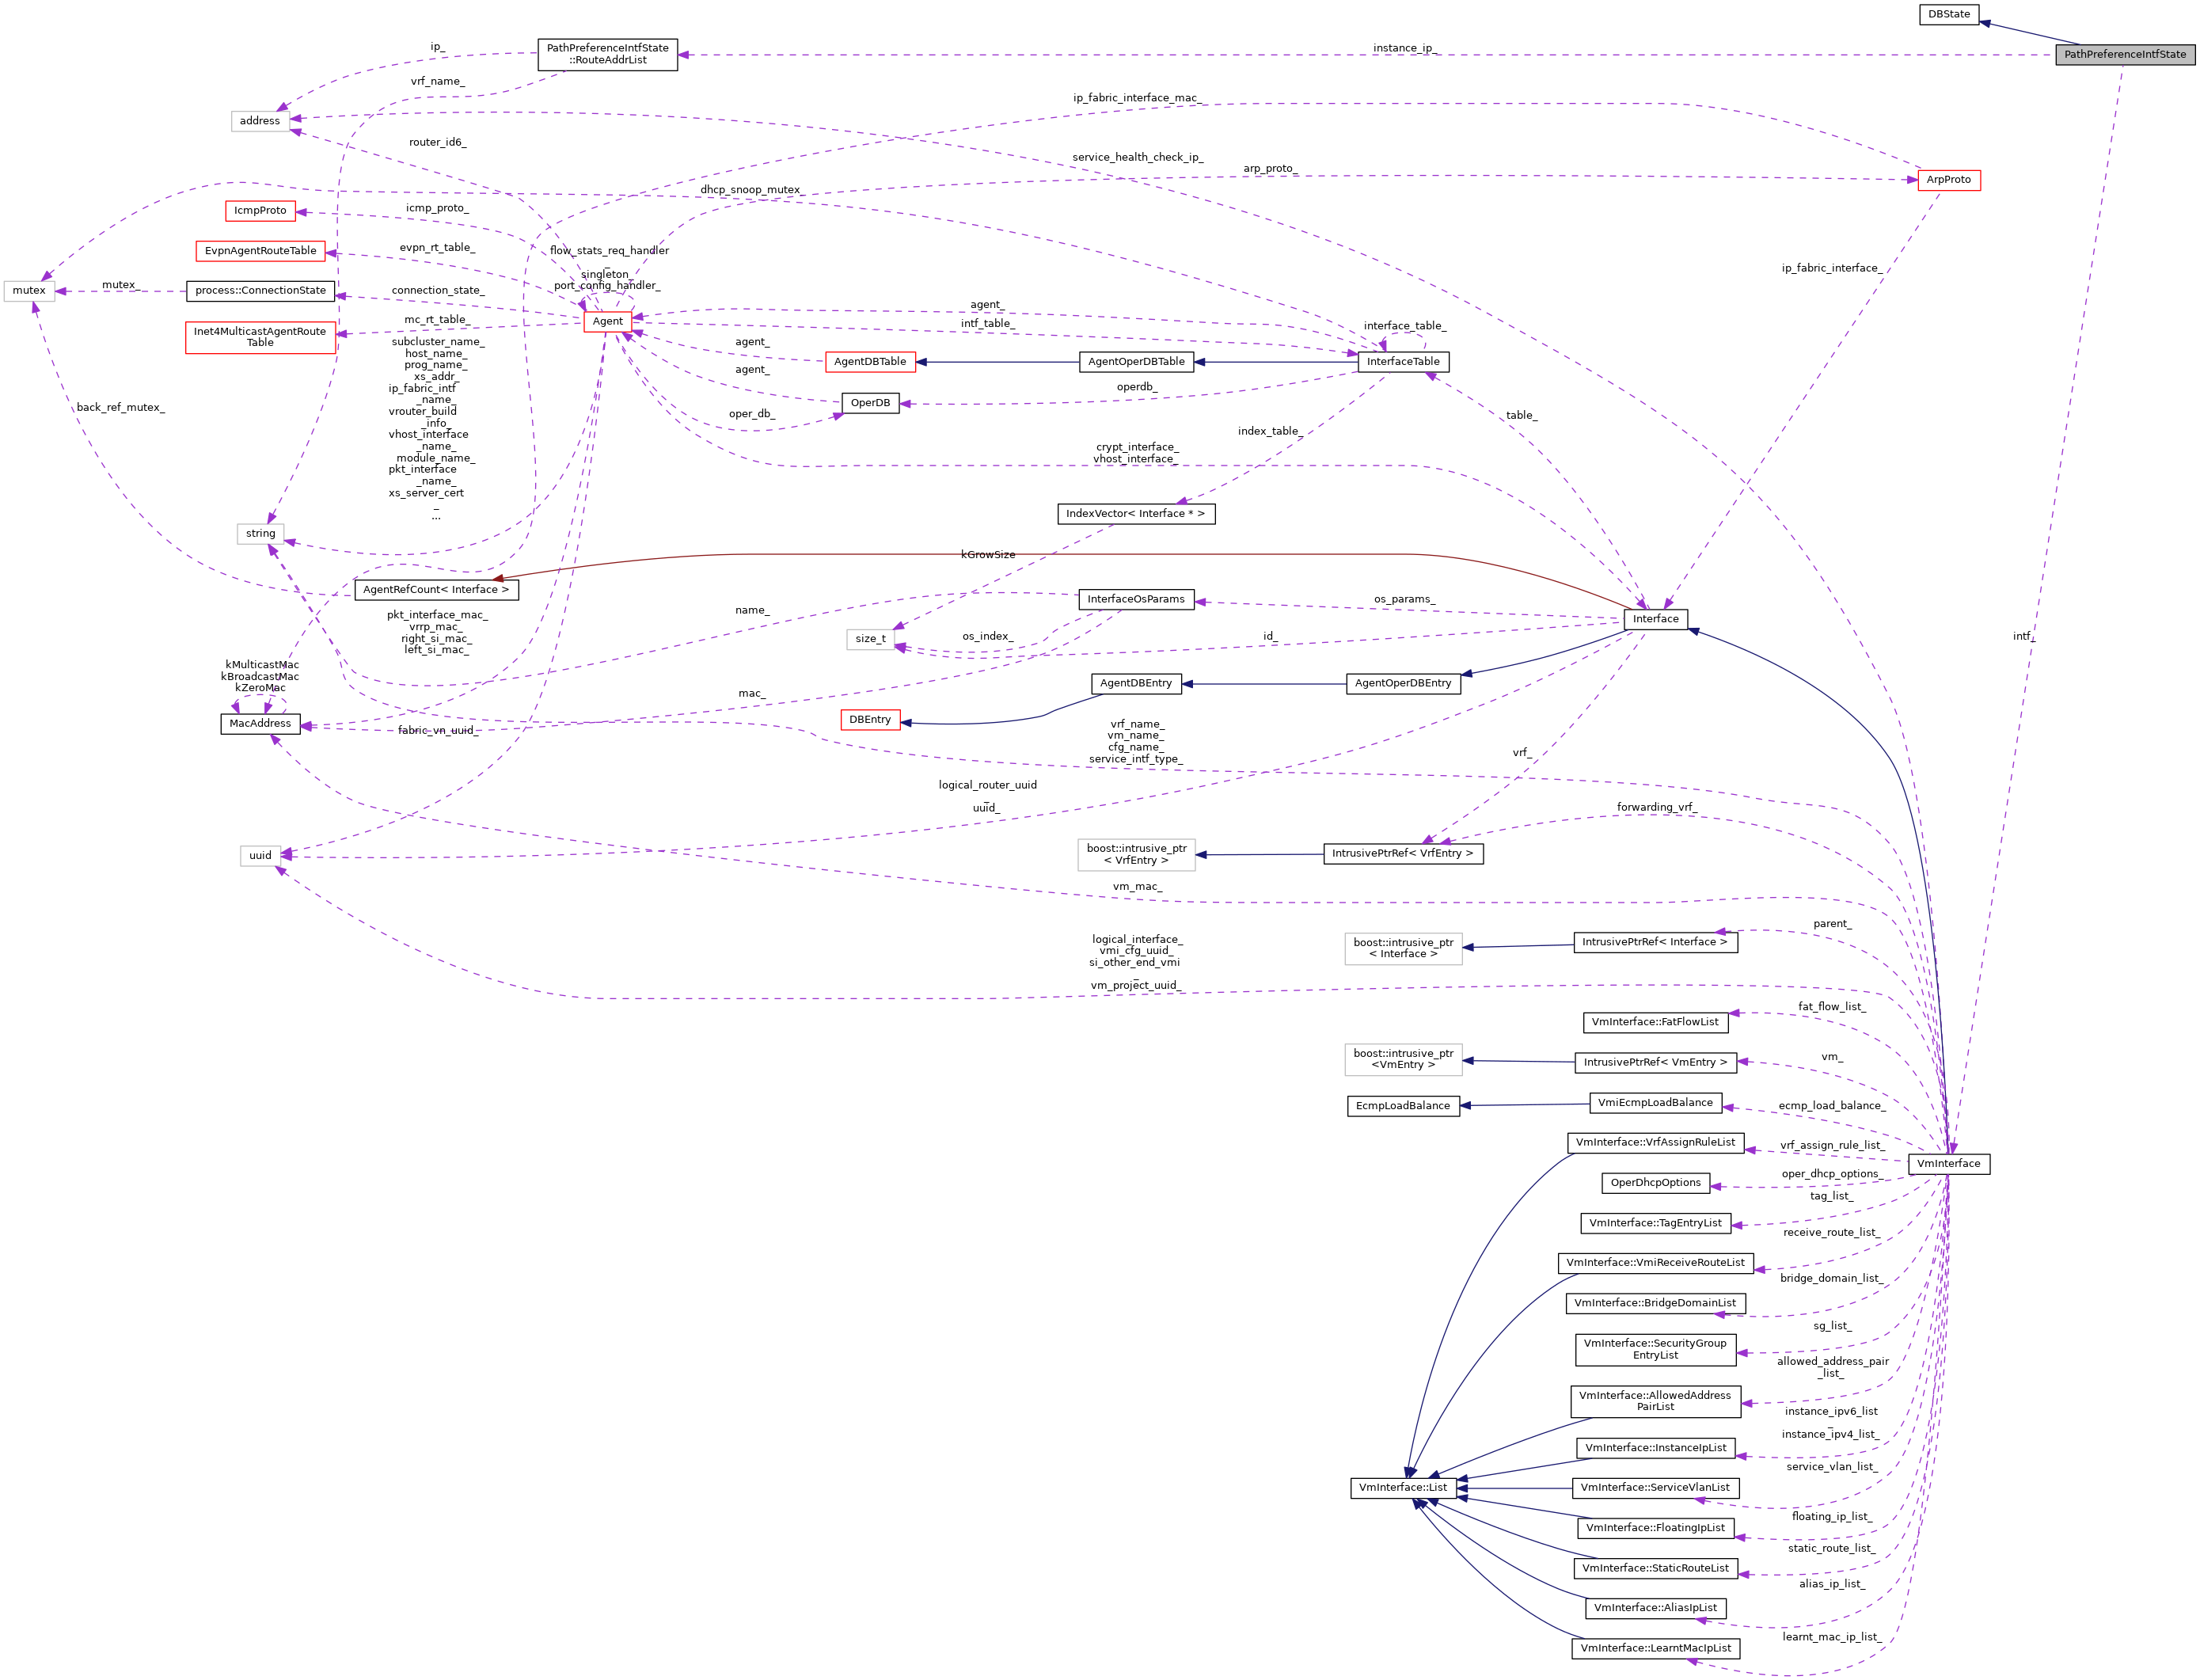 DBState
PathPreferenceIntfState
::RouteAddrList
PathPreferenceIntfState
ip_
instance_ip_
vrf_name_
ip_fabric_interface_mac_
address
router_id6_
service_health_check_ip_
arp_proto_
ArpProto
dhcp_snoop_mutex_
IcmpProto
icmp_proto_
EvpnAgentRouteTable
evpn_rt_table_
flow_stats_req_handler
_
singleton_
port_config_handler_
ip_fabric_interface_
mutex
mutex_
process::ConnectionState
connection_state_
agent_
Inet4MulticastAgentRoute
Table
mc_rt_table_
Agent
intf_table_
interface_table_
subcluster_name_
host_name_
prog_name_
xs_addr_
ip_fabric_intf
_name_
vrouter_build
_info_
vhost_interface
_name_
module_name_
pkt_interface
_name_
xs_server_cert
_
...
agent_
AgentDBTable
AgentOperDBTable
InterfaceTable
agent_
operdb_
OperDB
oper_db_
back_ref_mutex_
table_
index_table_
crypt_interface_
vhost_interface_
IndexVector< Interface * >
string
kGrowSize
AgentRefCount< Interface >
InterfaceOsParams
os_params_
name_
Interface
pkt_interface_mac_
vrrp_mac_
right_si_mac_
left_si_mac_
size_t
os_index_
id_
intf_
kMulticastMac
kBroadcastMac
kZeroMac
AgentDBEntry
AgentOperDBEntry
mac_
MacAddress
DBEntry
fabric_vn_uuid_
vrf_name_
vm_name_
cfg_name_
service_intf_type_
vrf_
logical_router_uuid
_
uuid_
forwarding_vrf_
uuid
boost::intrusive_ptr
< VrfEntry >
IntrusivePtrRef< VrfEntry >
vm_mac_
parent_
logical_interface_
vmi_cfg_uuid_
si_other_end_vmi
_
vm_project_uuid_
boost::intrusive_ptr
< Interface >
IntrusivePtrRef< Interface >
fat_flow_list_
VmInterface::FatFlowList
boost::intrusive_ptr
<VmEntry >
IntrusivePtrRef< VmEntry >
vm_
EcmpLoadBalance
VmiEcmpLoadBalance
ecmp_load_balance_
VmInterface::VrfAssignRuleList
vrf_assign_rule_list_
VmInterface
OperDhcpOptions
oper_dhcp_options_
tag_list_
VmInterface::TagEntryList
receive_route_list_
VmInterface::VmiReceiveRouteList
bridge_domain_list_
VmInterface::BridgeDomainList
sg_list_
VmInterface::SecurityGroup
EntryList
allowed_address_pair
_list_
VmInterface::AllowedAddress
PairList
instance_ipv6_list
_
instance_ipv4_list_
VmInterface::InstanceIpList
service_vlan_list_
VmInterface::List
VmInterface::ServiceVlanList
floating_ip_list_
VmInterface::FloatingIpList
static_route_list_
VmInterface::StaticRouteList
alias_ip_list_
VmInterface::AliasIpList
learnt_mac_ip_list_
VmInterface::LearntMacIpList